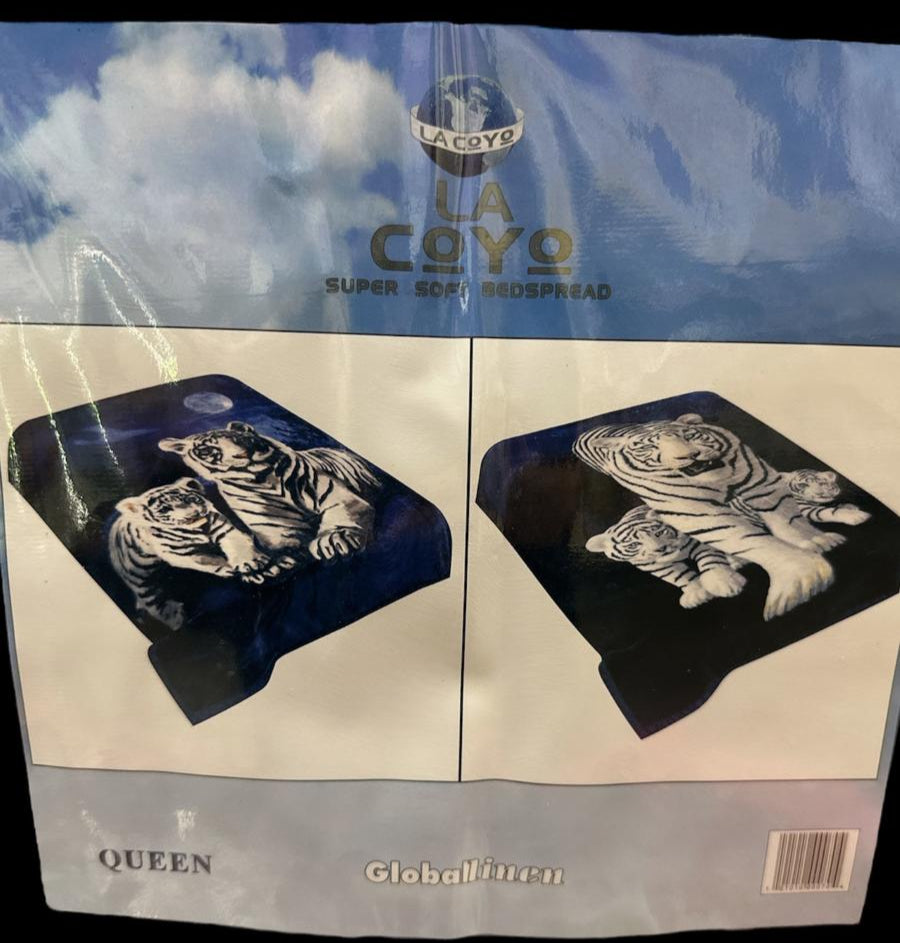 LA COYO
LA
COYO
SUPER SOFT BEDSPREAD
QUEEN
Globallinen